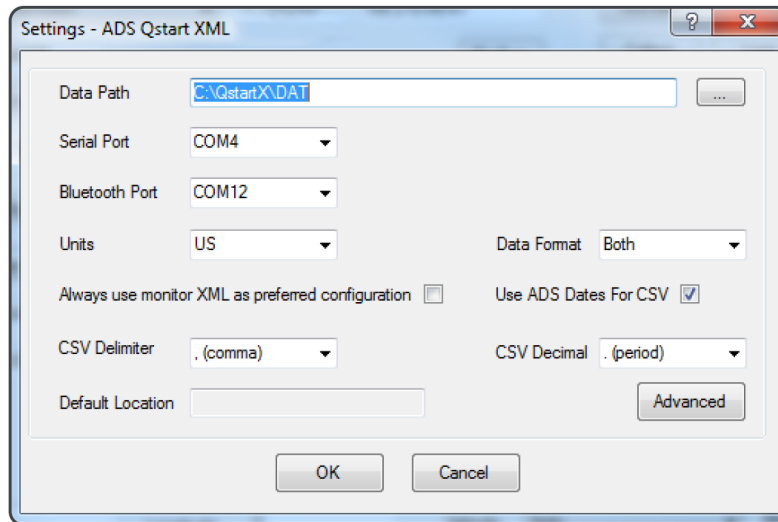 Settings - ADS Qstart XML
?
X
Data Path C:\QstartX\DAT ...
Serial Port COM4
Bluetooth Port COM12
Units US Data Format Both
Always use monitor XML as preferred configuration Use ADS Dates For CSV
CSV Delimiter , (comma) CSV Decimal . (period)
Default Location Advanced
OK Cancel